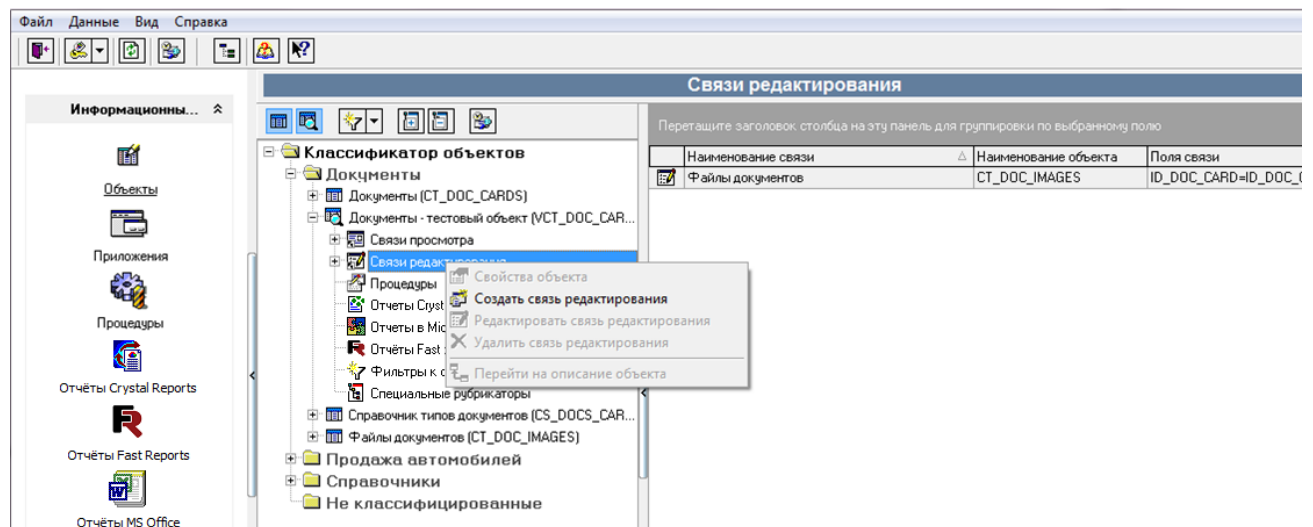 Файл Данные Вид Справка
Связи редактирования
Информационны...
Объекты
Приложения
Процедуры
Отчёты Crystal Reports
Отчёты Fast Reports
Отчёты MS Office
Классификатор объектов
Документы
Документы (CT_DOC_CARDS)
Документы - тестовый объект (VCT_DOC_CAR...
Связи просмотра
Связи редактирования
Процедуры
Отчеты Cryst
Отчеты в Mic
Отчёты Fast
Фильтры к о
Специальные рубрикаторы
Справочник типов документов (CS_DOCS_CAR...
Файлы документов (CT_DOC_IMAGES)
Продажа автомобилей
Справочники
Не классифицированные
Свойства объекта
Создать связь редактирования
Редактировать связь редактирования
Удалить связь редактирования
Перейти на описание объекта
Перетащите заголовок столбца на эту панель для группировки по выбранному полю
Наименование связи Наименование объекта Поля связи
Файлы документов CT_DOC_IMAGES ID_DOC_CARD=ID_DOC_